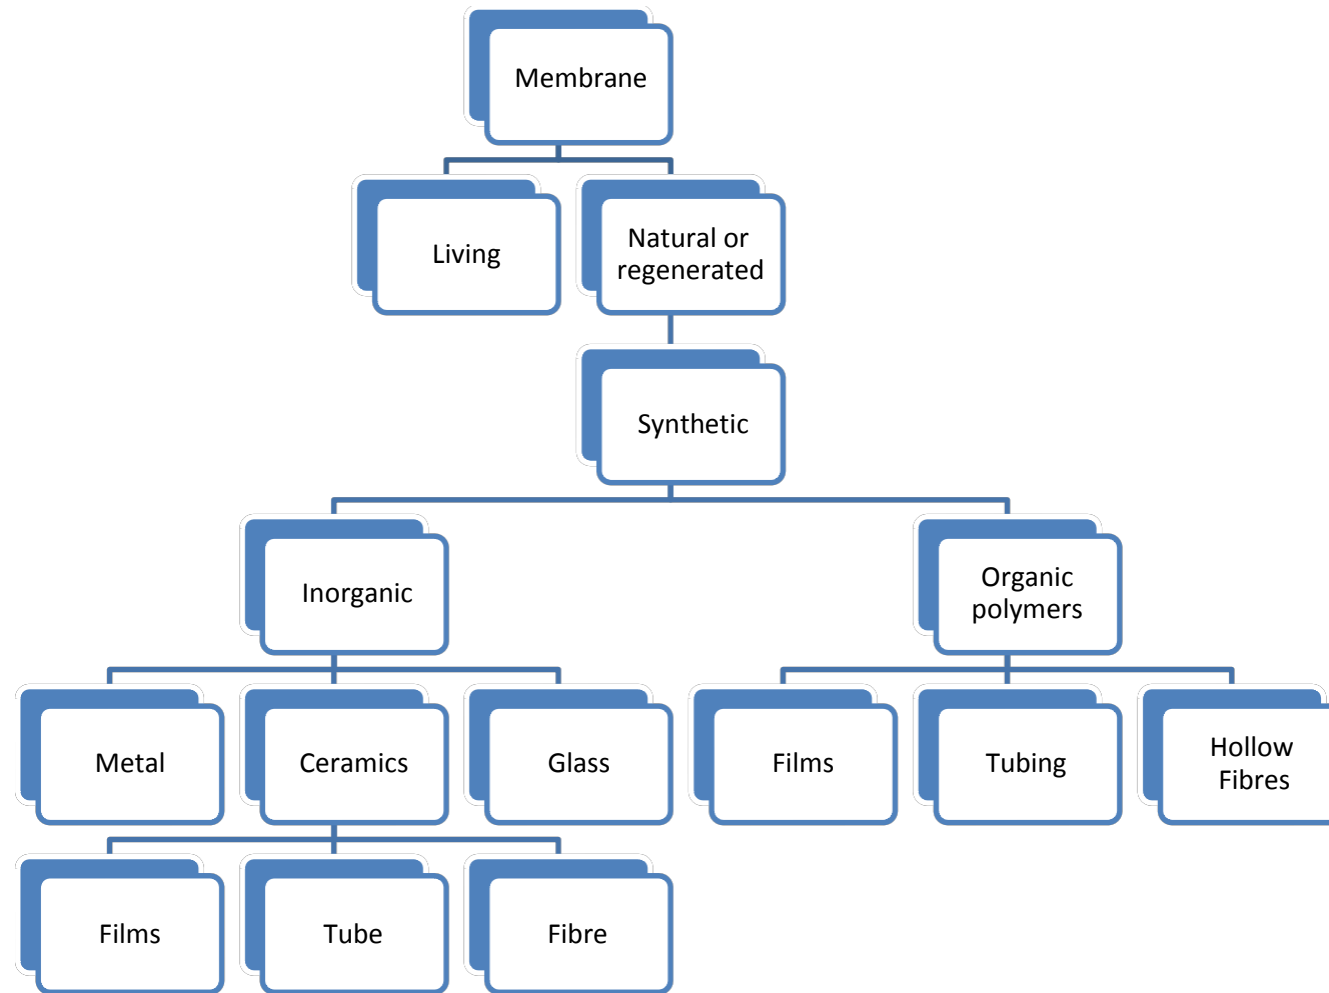 Membrane
Living
Natural or
regenerated
Synthetic
Inorganic
Organic
polymers
Metal
Ceramics
Glass
Films
Tubing
Hollow
Fibres
Films
Tube
Fibre